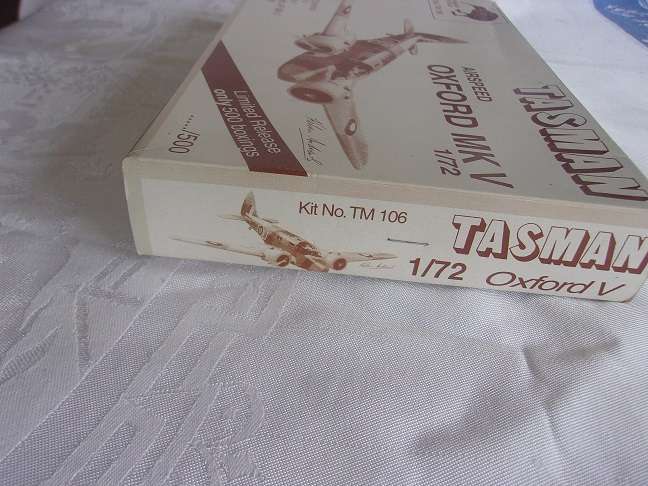 TASMAN
AIRSPEED
OXFORD MK V
1/72
Limited Release
only 500 boxings
..../500
Kit No. TM 106
TASMAN
1/72 Oxford V